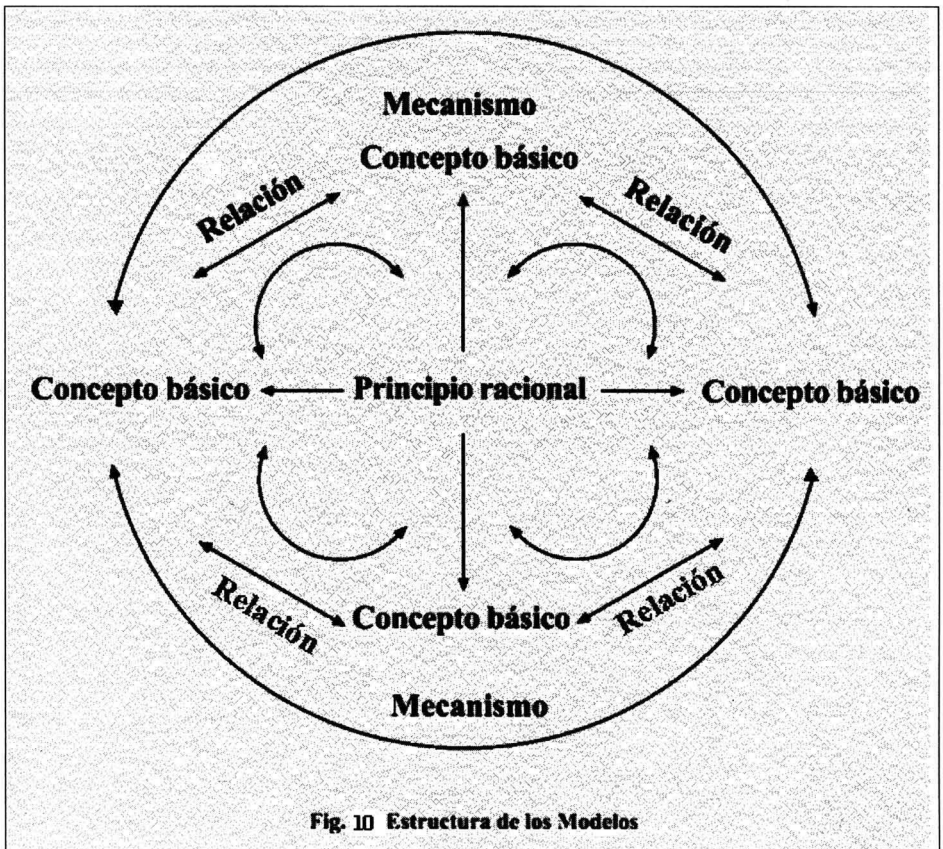 Mecanismo
Concepto básico
Relación
Relación
Concepto básico
Principio racional
Concepto básico
Relación
Concepto básico
Relación
Mecanismo
Fig. 10 Estructura de los Modelos